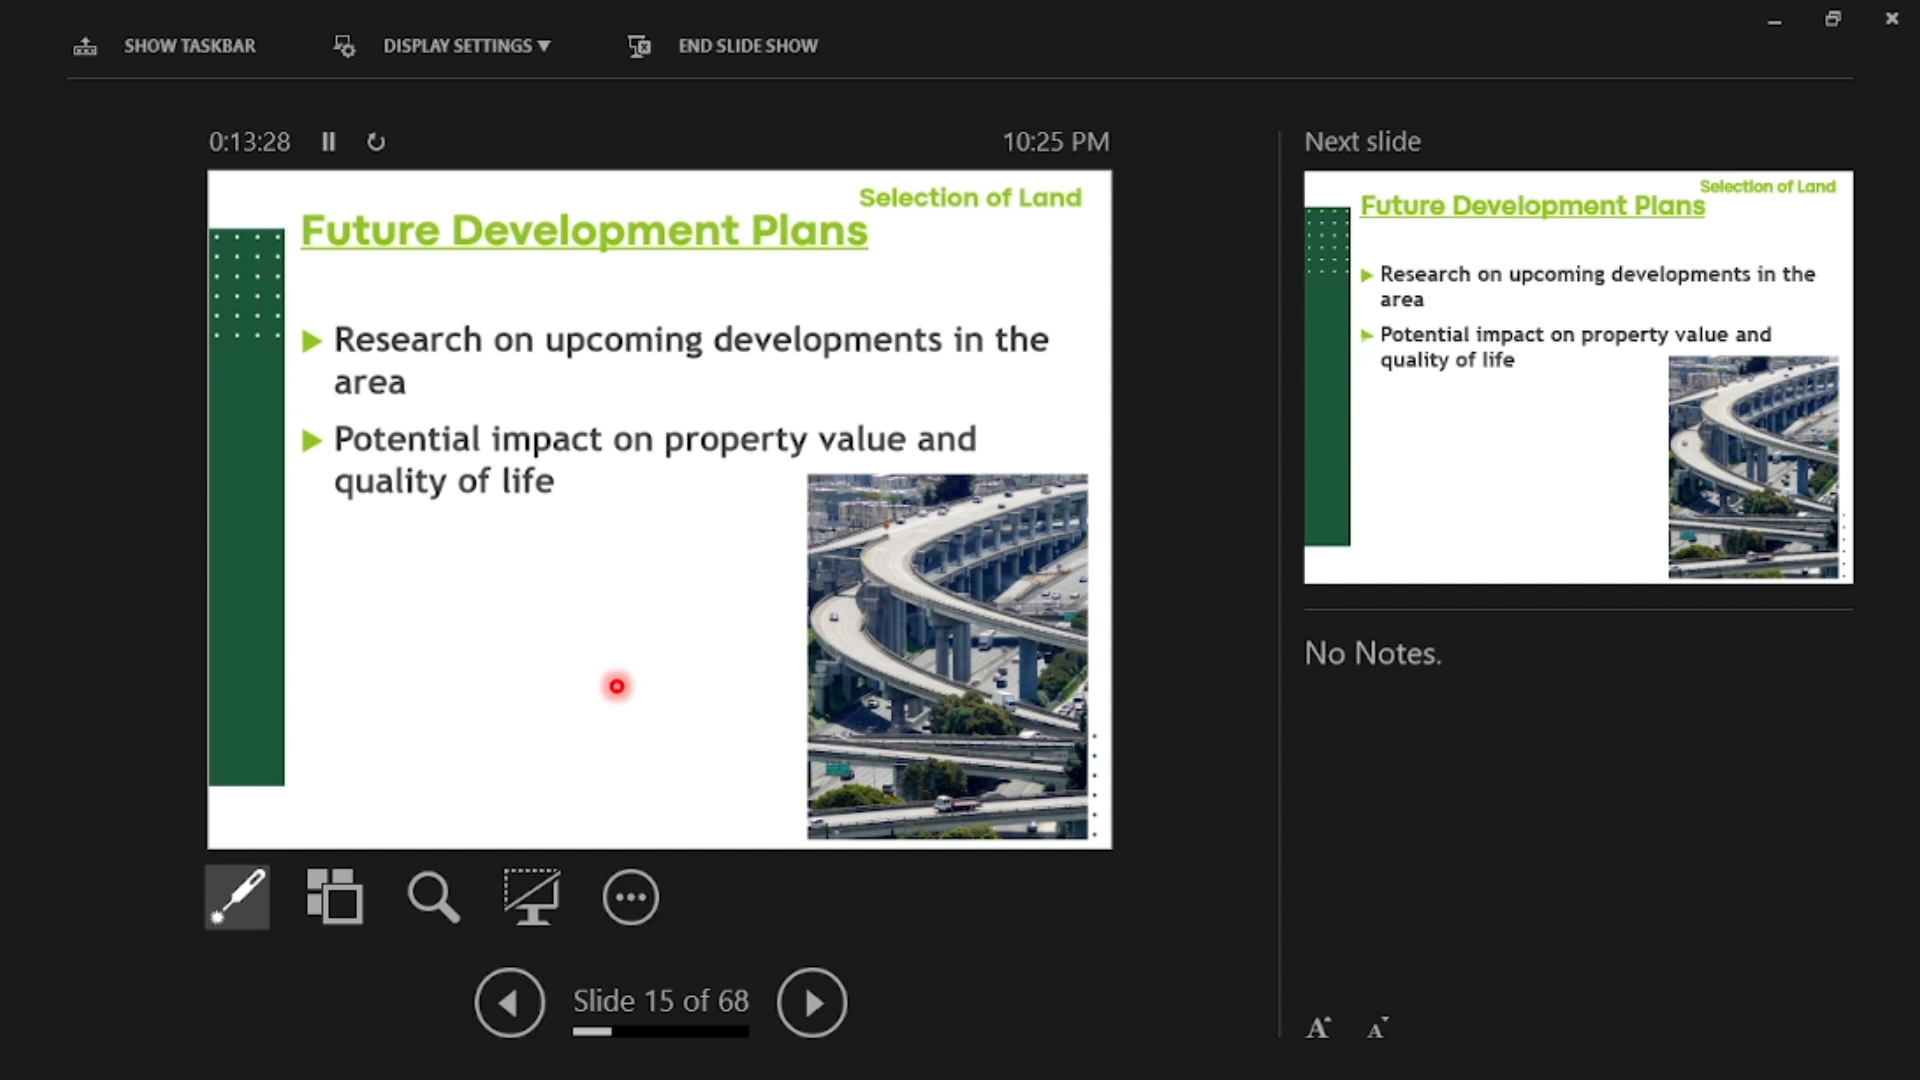 SHOW TASKBAR
DISPLAY SETTINGS ▼
END SLIDE SHOW
0:13:28
10:25 PM
Next slide
Selection of Land
Future Development Plans
Research on upcoming developments in the
area
Potential impact on property value and
quality of life
Selection of Land
Future Development Plans
Research on upcoming developments in the
area
Potential impact on property value and
quality of life
No Notes.
Slide 15 of 68
A
A